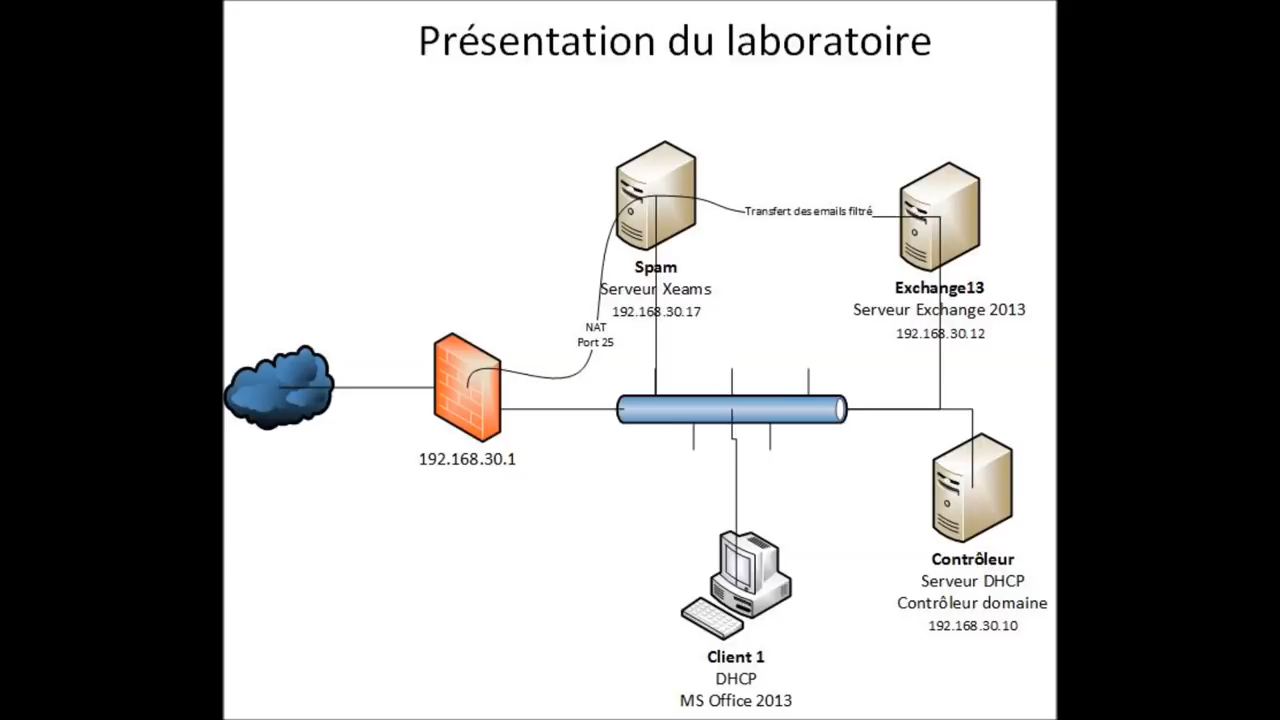 Présentation du laboratoire
Transfert des emails filtré
Spam
Serveur Xeams
192.168.30.17
Exchange13
Serveur Exchange 2013
192.168.30.12
NAT
Port 25
192.168.30.1
Contrôleur
Serveur DHCP
Contrôleur domaine
192.168.30.10
Client 1
DHCP
MS Office 2013